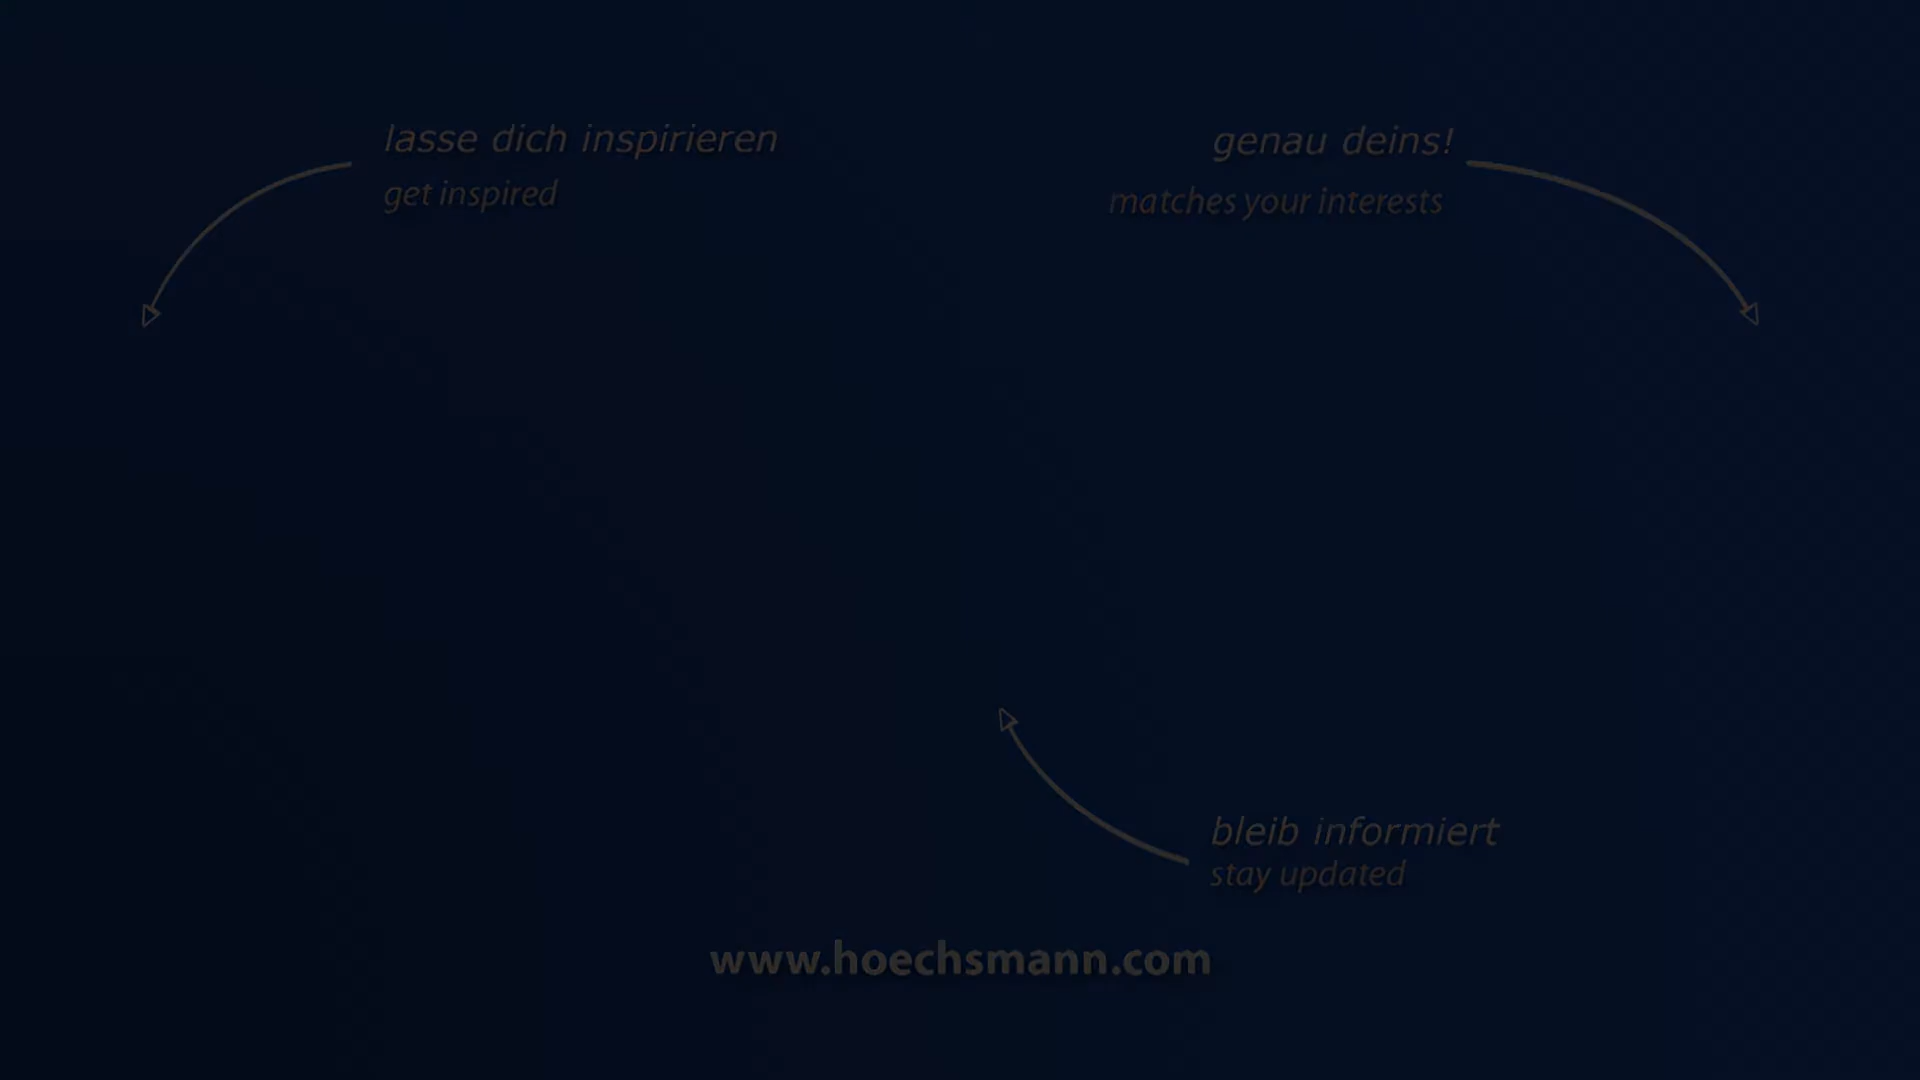 lasse dich inspirieren
get inspired
genau deins!
matches your interests
bleib informiert
stay updated
www.hoechsmann.com